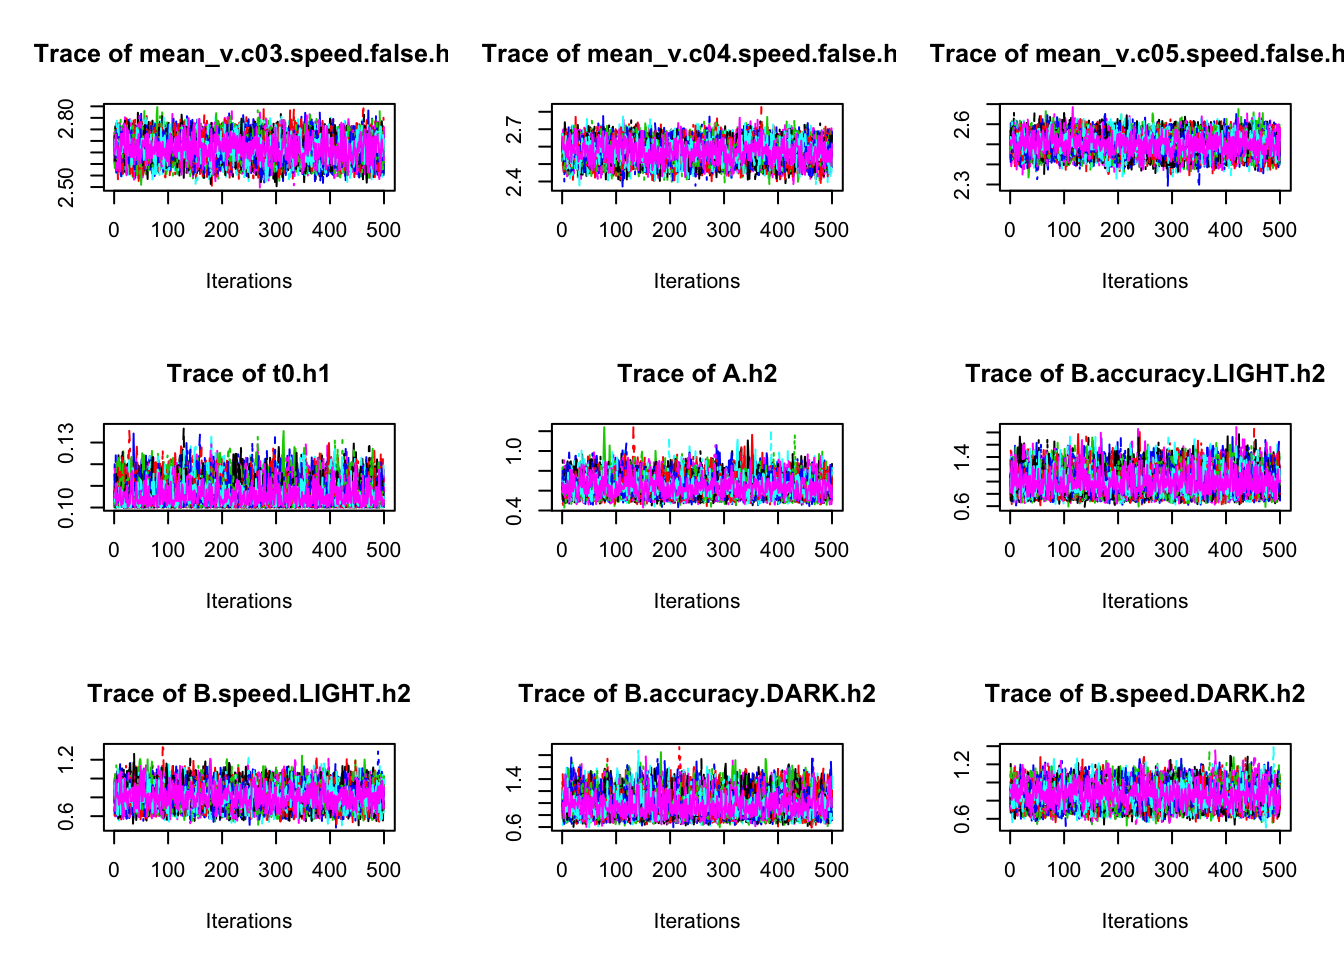 Trace of mean_v.c03.speed.false.h
Trace of mean_v.c04.speed.false.h
Trace of mean_v.c05.speed.false.h
2.80
2.50
0 100 200 300 400 500
Iterations
2.7
2.4
0 100 200 300 400 500
Iterations
2.6
2.3
0 100 200 300 400 500
Iterations
Trace of t0.h1
Trace of A.h2
Trace of B.accuracy.LIGHT.h2
0.13
0.10
0 100 200 300 400 500
Iterations
1.0
0.4
0 100 200 300 400 500
Iterations
1.4
0.6
0 100 200 300 400 500
Iterations
Trace of B.speed.LIGHT.h2
Trace of B.accuracy.DARK.h2
Trace of B.speed.DARK.h2
1.2
0.6
0 100 200 300 400 500
Iterations
1.4
0.6
0 100 200 300 400 500
Iterations
1.2
0.6
0 100 200 300 400 500
Iterations